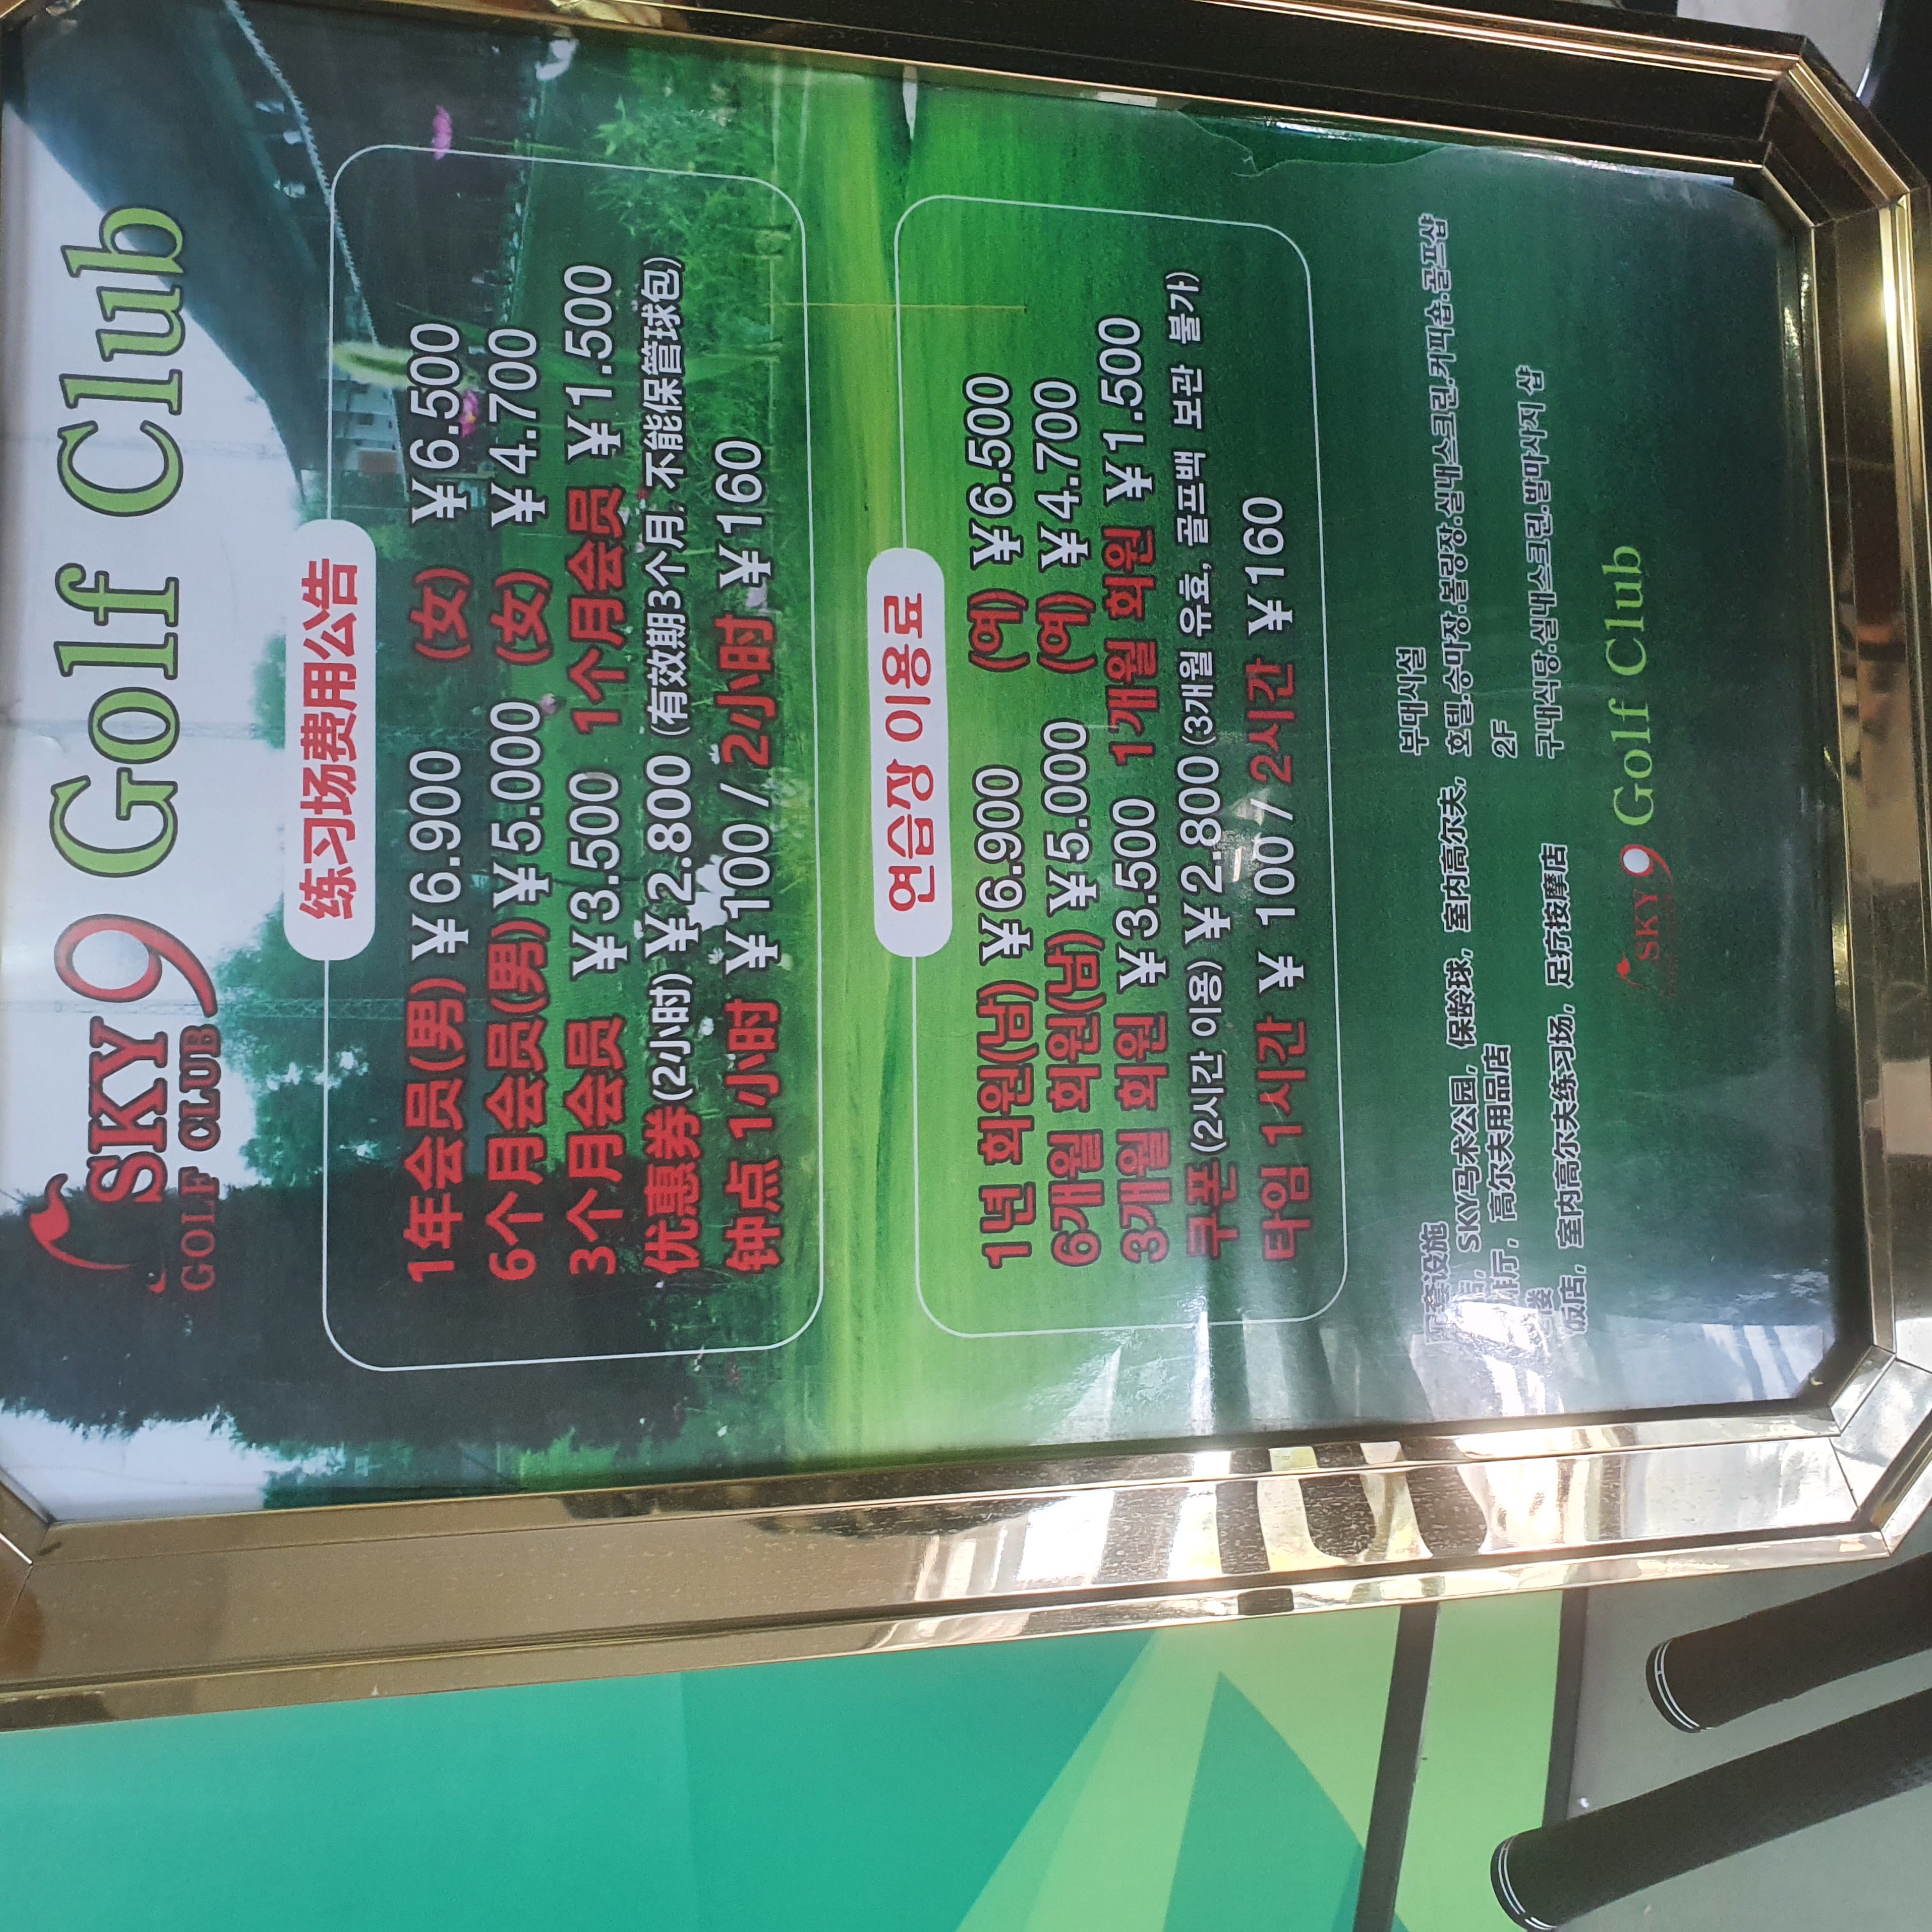 SKY9 Golf Club
GOLF CLUB
练习场费用公告
1年会员(男) ¥6.900 (女) ¥6.500
6个月会员(男) ¥5.000 (女) ¥4.700
3个月会员 ¥3.500 1个月会员 ¥1.500
优惠券(2小时) ¥2.800 (有效期3个月, 不能保管球包)
钟点 1小时 ¥100 / 2小时 ¥160
연습장 이용료
1년 회원(남) ¥6.900 (여) ¥6.500
6개월 회원(남) ¥5.000 (여) ¥4.700
3개월 회원 ¥3.500 1개월 회원 ¥1.500
쿠폰(2시간 이용) ¥2.800 (3개월 유효, 골프백 보관 불가)
타임 1시간 ¥ 100 / 2시간 ¥160
套设施
SKY马术公园, 保龄球, 室内高尔夫,
高尔夫用品店
饭店, 室内高尔夫练习场, 足疗按摩店
부대시설
호텔.승마장.볼링장.실내스크린.커피숍.골프샵
2F
구내식당.실내스크린.발마사지 샵
SKY9 Golf Club